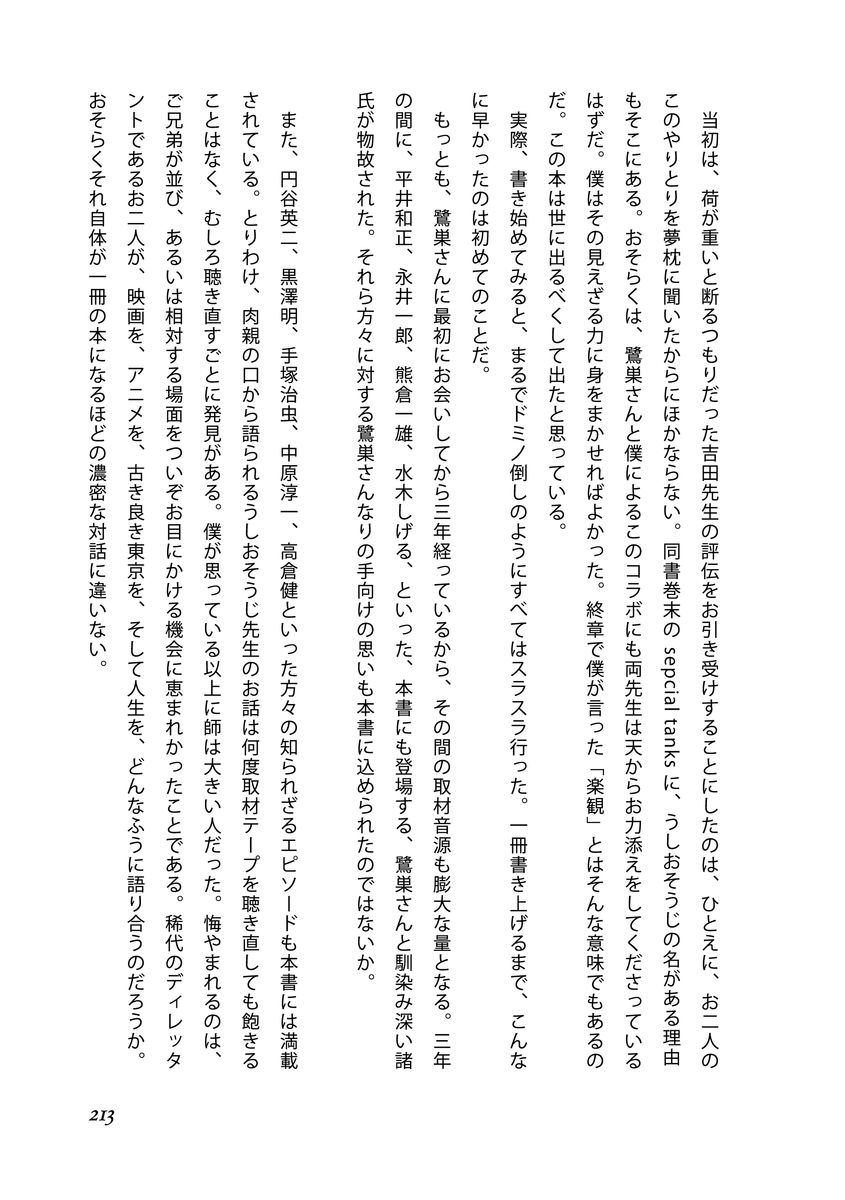 当初は、荷が重いと断るつもりだった吉田先生の評伝をお引き受けすることにしたのは、ひとえに、お二人の
このやりとりを夢枕に聞いたからにほかならない。同書巻末の sepcial tanks に、うしおそうじの名がある理由
もそこにある。おそらくは、鷺巣さんと僕によるこのコラボにも両先生は天からお力添えをしてくださっている
はずだ。僕はその見えざる力に身をまかせればよかった。終章で僕が言った「楽観」とはそんな意味でもあるの
だ。この本は世に出るべくして出たと思っている。
実際、書き始めてみると、まるでドミノ倒しのようにすべてはスラスラ行った。一冊書き上げるまで、こんな
に早かったのは初めてのことだ。
もっとも、鷺巣さんに最初にお会いしてから三年経っているから、その間の取材音源も膨大な量となる。三年
の間に、平井和正、永井一郎、熊倉一雄、水木しげる、といった、本書にも登場する、鷺巣さんと馴染み深い諸
氏が物故された。それら方々に対する鷺巣さんなりの手向けの思いも本書に込められたのではないか。
また、円谷英二、黒澤明、手塚治虫、中原淳一、高倉健といった方々の知られざるエピソードも本書には満載
されている。とりわけ、肉親の口から語られるうしおそうじ先生のお話は何度取材テープを聴き直しても飽きる
ことはなく、むしろ聴き直すごとに発見がある。僕が思っている以上に師は大きい人だった。悔やまれるのは、
ご兄弟が並び、あるいは相対する場面をついぞお目にかける機会に恵まれかったことである。稀代のディレッタ
ントであるお二人が、映画を、アニメを、古き良き東京を、そして人生を、どんなふうに語り合うのだろうか。
おそらくそれ自体が一冊の本になるほどの濃密な対話に違いない。
213